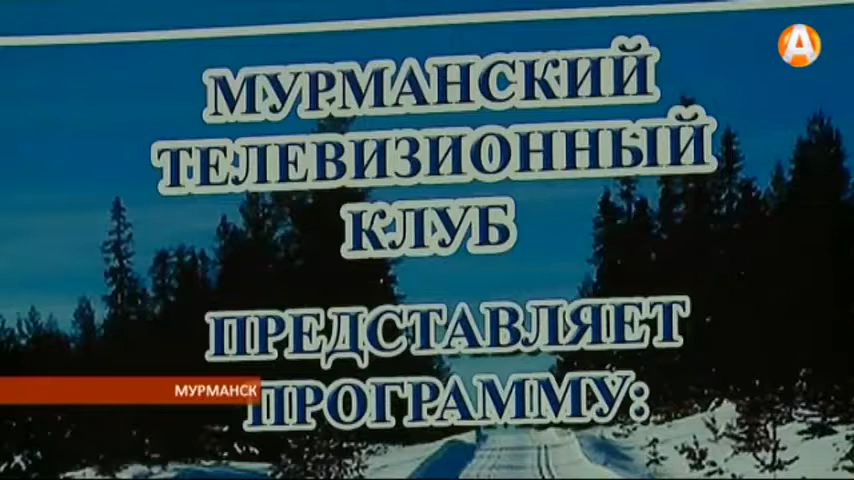 А
МУРМАНСКИЙ
ТЕЛЕВИЗИОННЫЙ
КЛУБ
ПРЕДСТАВЛЯЕТ
МУРМАНСК
ПРОГРАММУ: